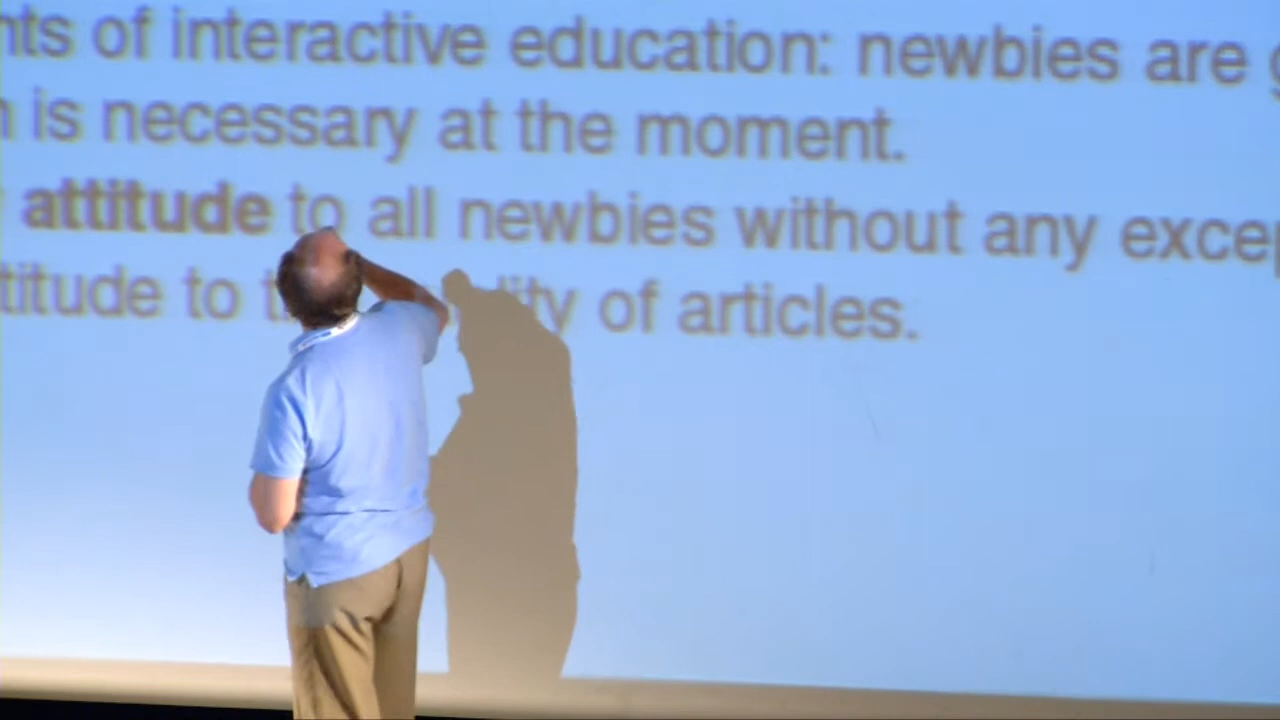 nts of interactive education: newbies are
is necessary at the moment.
attitude to all newbies without any excep
titude to lity of articles.